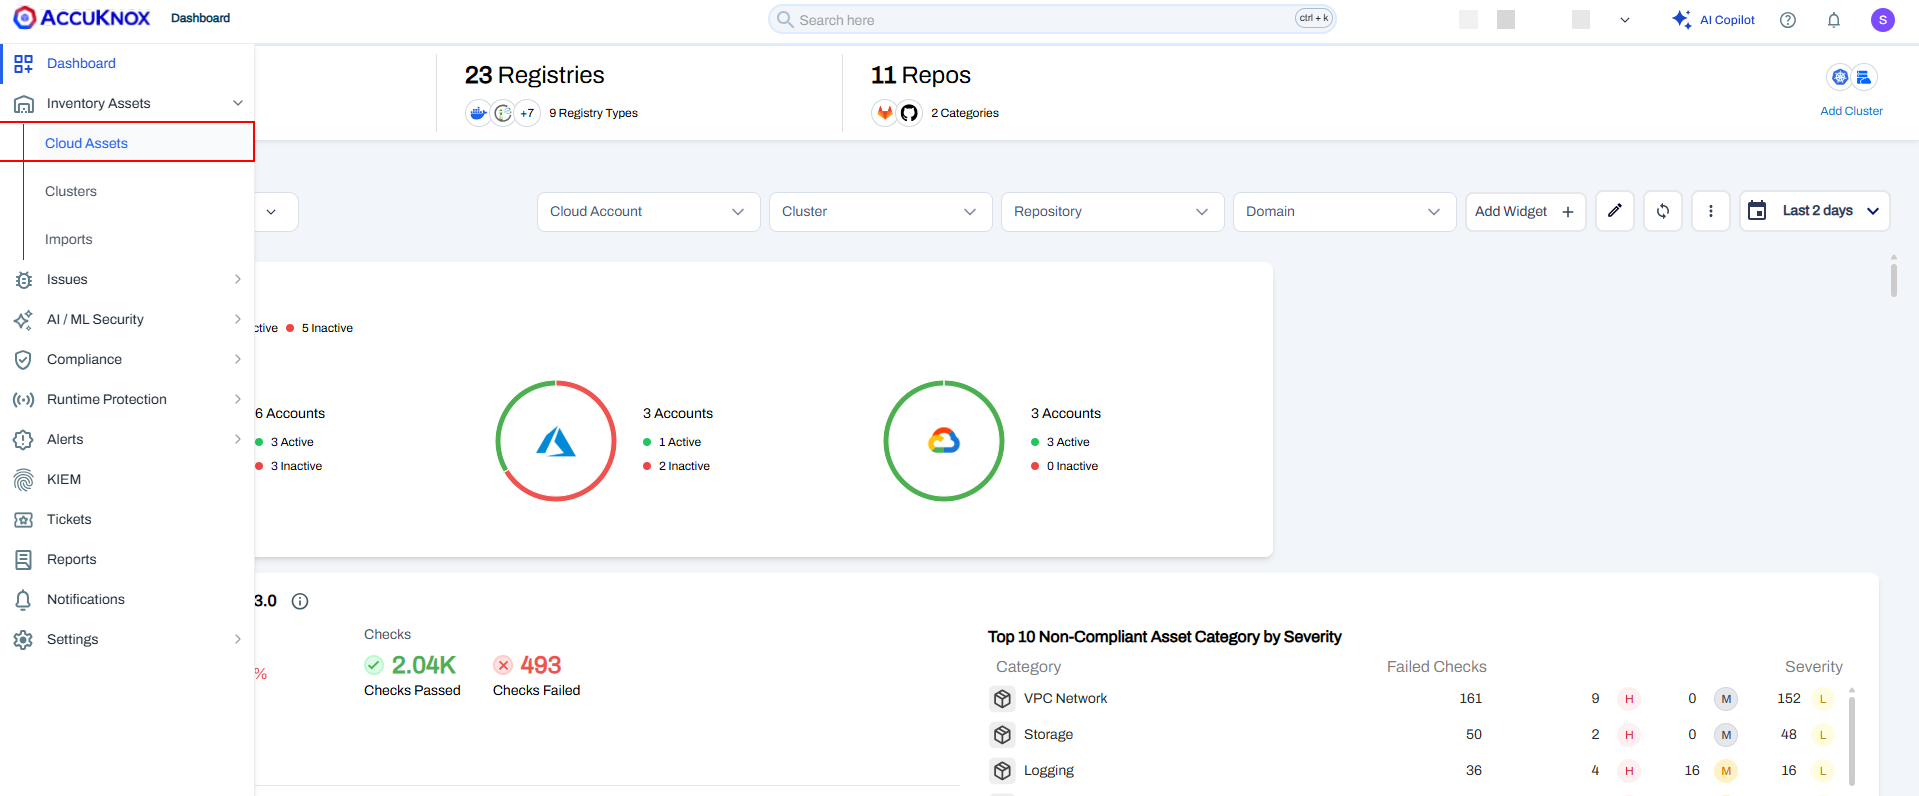 ACCUKNOX
Dashboard
Search here
ctrl + k
AI Copilot
S
Dashboard
Inventory Assets
Cloud Assets
Clusters
Imports
Issues
AI / ML Security
Compliance
Runtime Protection
Alerts
KIEM
Tickets
Reports
Notifications
Settings
23 Registries
+7
9 Registry Types
11 Repos
2 Categories
Add Cluster
Cloud Account
Cluster
Repository
Domain
Add Widget
Last 2 days
ctive
5 Inactive
6 Accounts
3 Active
3 Inactive
3 Accounts
1 Active
2 Inactive
3 Accounts
3 Active
0 Inactive
3.0
%
Checks
2.04K
Checks Passed
493
Checks Failed
Top 10 Non-Compliant Asset Category by Severity
Category Failed Checks Severity
VPC Network 161 9 H 0 M 152 L
Storage 50 2 H 0 M 48 L
Logging 36 4 H 16 M 16 L